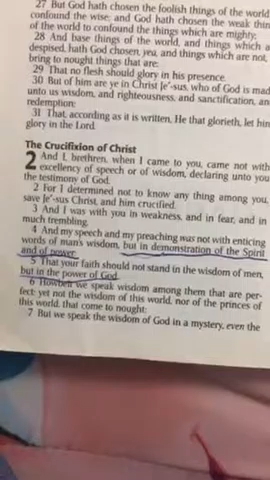 27 But God hath chosen the foolish things of the world
confound the wise; and God hath chosen the weak thin
of the world to confound the things which are mighty;
28 And base things of the world, and things which a
despised, hath God chosen, yea, and things which are not,
bring to nought things that are:
29 That no flesh should glory in his presence.
30 But of him are ye in Christ Je'-sus, who of God is mad
unto us wisdom, and righteousness, and sanctification, an
redemption:
31 That, according as it is written, He that glorieth, let him
glory in the Lord.
The Crucifixion of Christ
2 And I, brethren, when I came to you, came not with
excellency of speech or of wisdom, declaring unto you
the testimony of God.
2 For I determined not to know any thing among you,
save Je'-sus Christ, and him crucified.
3 And I was with you in weakness, and in fear, and in
much trembling.
4 And my speech and my preaching was not with enticing
words of man's wisdom, but in demonstration of the Spirit
and of power:
5 That your faith should not stand in the wisdom of men,
but in the power of God.
6 Howbeit we speak wisdom among them that are per-
fect: yet not the wisdom of this world, nor of the princes of
this world, that come to nought:
7 But we speak the wisdom of God in a mystery, even the